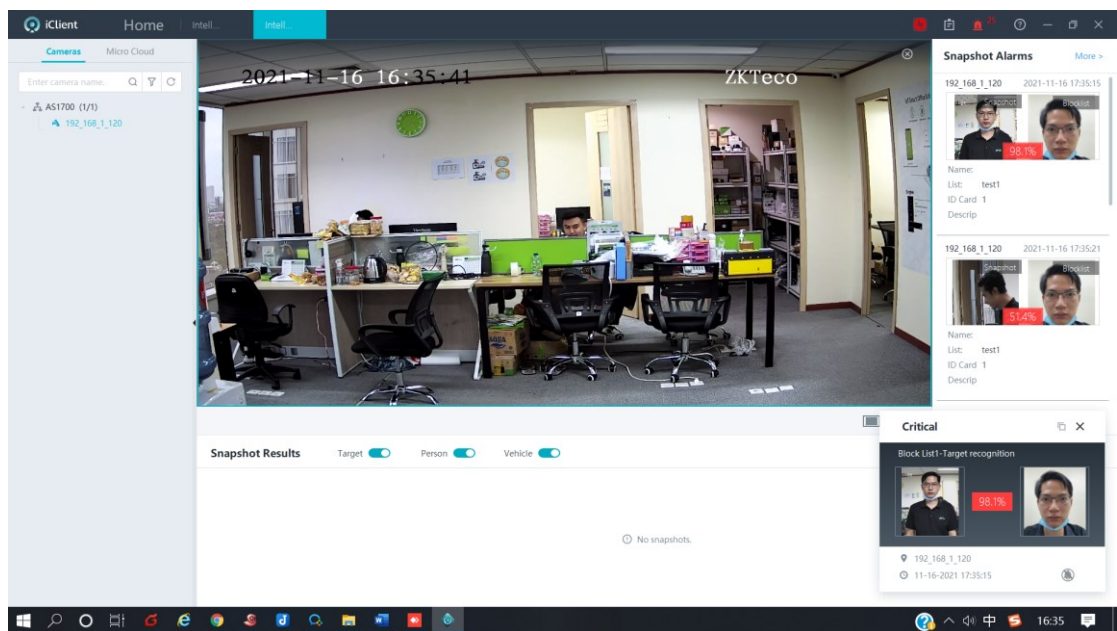 iClient
Home
Intell...
Intell...
25
Cameras
Micro Cloud
Enter camera name.
AS1700 (1/1)
192_168_1_120
2021-11-16 16:35:41
ZKTeco
Snapshot Alarms
More >
192_168_1_120 2021-11-16 17:35:15
Snapshot
Blocklist
98.1%
Name:
List: test1
ID Card 1
Descrip
192_168_1_120 2021-11-16 17:35:21
Snapshot
Blocklist
51.4%
Name:
List: test1
ID Card 1
Descrip
Snapshot Results
Target
Person
Vehicle
No snapshots.
Critical
Block List1-Target recognition
98.1%
192_168_1_120
11-16-2021 17:35:15
中
16:35